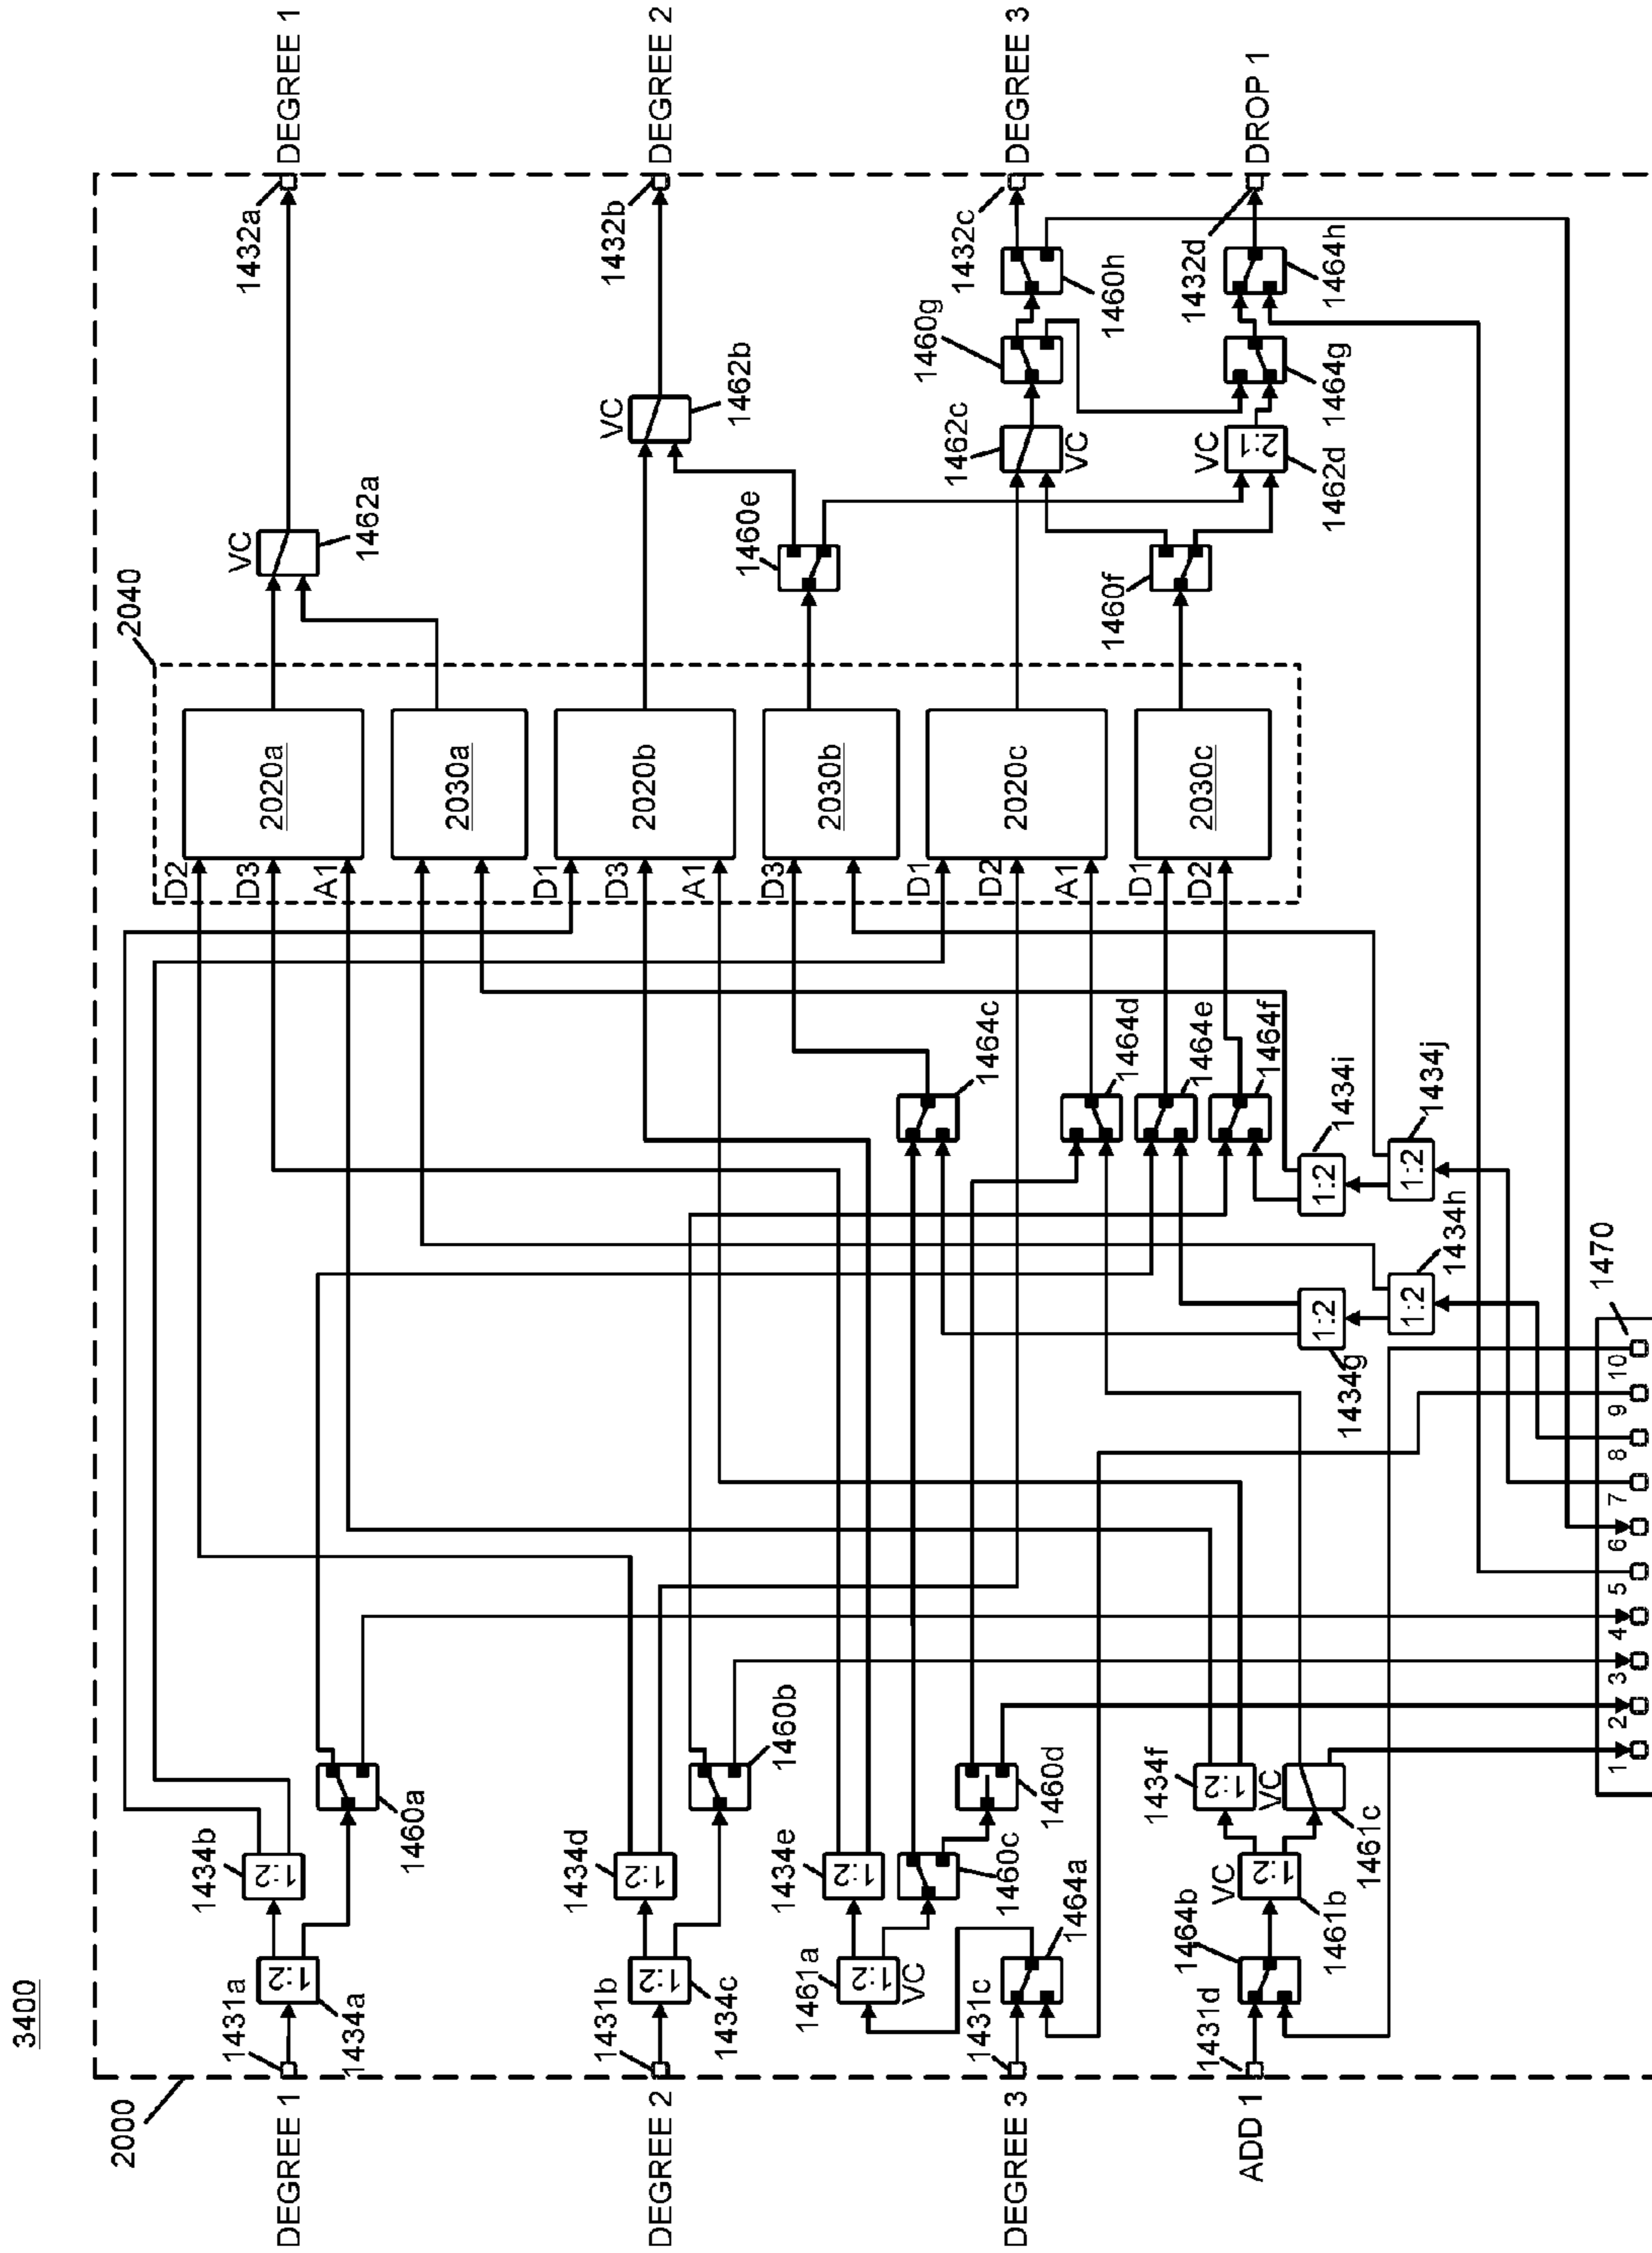 3400
2000
2040
DEGREE 1
1431a
1:2
1434a
1:2
1434b
1460a
DEGREE 2
1431b
1:2
1434c
1:2
1434d
1460b
DEGREE 3
1431c
1464a
1:2
VC
1461a
1:2
1434e
1460c
1460d
ADD 1
1431d
1464b
VC
1:2
1461b
1:2
1434f
VC
1461c
1464c
1464d
1464e
1464f
1:2
1434g
1:2
1434h
1:2
1434i
1:2
1434j
D2
D3
A1
2020a
2030a
D1
D3
A1
2020b
D3
2030b
D1
D2
A1
2020c
D1
D2
2030c
VC
1462a
1432a
DEGREE 1
1460e
VC
1462b
1432b
DEGREE 2
1460f
1462c
VC
1460g
1460h
1432c
DEGREE 3
VC
2:1
1462d
1464g
1464h
1432d
DROP 1
1470
1 2 3 4 5 6 7 8 9 10